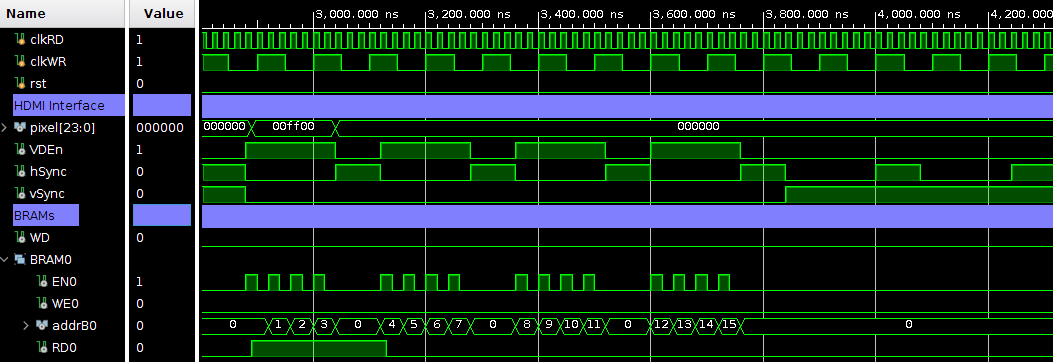 Name Value 3,000.000 ns 3,200.000 ns 3,400.000 ns 3,600.000 ns 3,800.000 ns 4,000.000 ns 4,200.000
clkRD 1
clkWR 1
rst 0
HDMI Interface
pixel[23:0] 000000 000000 00ff00 000000
VDEn 1
hSync 0
vSync 0
BRAMs
WD 0
BRAM0
EN0 1
WE0 0
addrB0 0 0 1 2 3 0 4 5 6 7 0 8 9 10 11 0 12 13 14 15 0
RD0 0